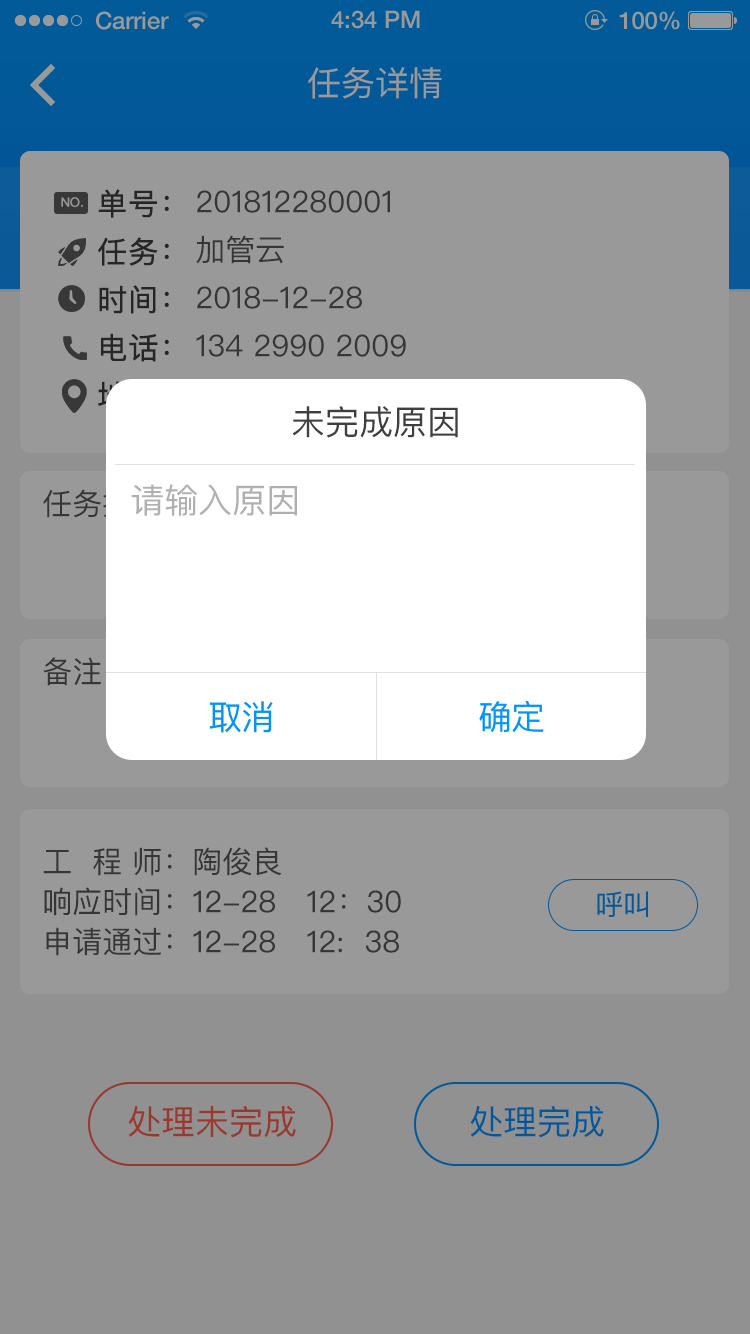 Carrier 4:34 PM 100%
任务详情
NO. 单号： 201812280001
任务： 加管云
时间： 2018-12-28
电话： 134 2990 2009
未完成原因
任务
请输入原因
备注
取消 确定
工 程 师： 陶俊良
响应时间： 12-28 12： 30
呼叫
申请通过： 12-28 12: 38
处理未完成 处理完成